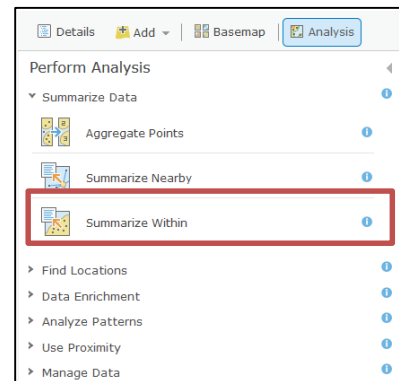 Details Add Basemap Analysis
Perform Analysis
Summarize Data
Aggregate Points
Summarize Nearby
Summarize Within
Find Locations
Data Enrichment
Analyze Patterns
Use Proximity
Manage Data